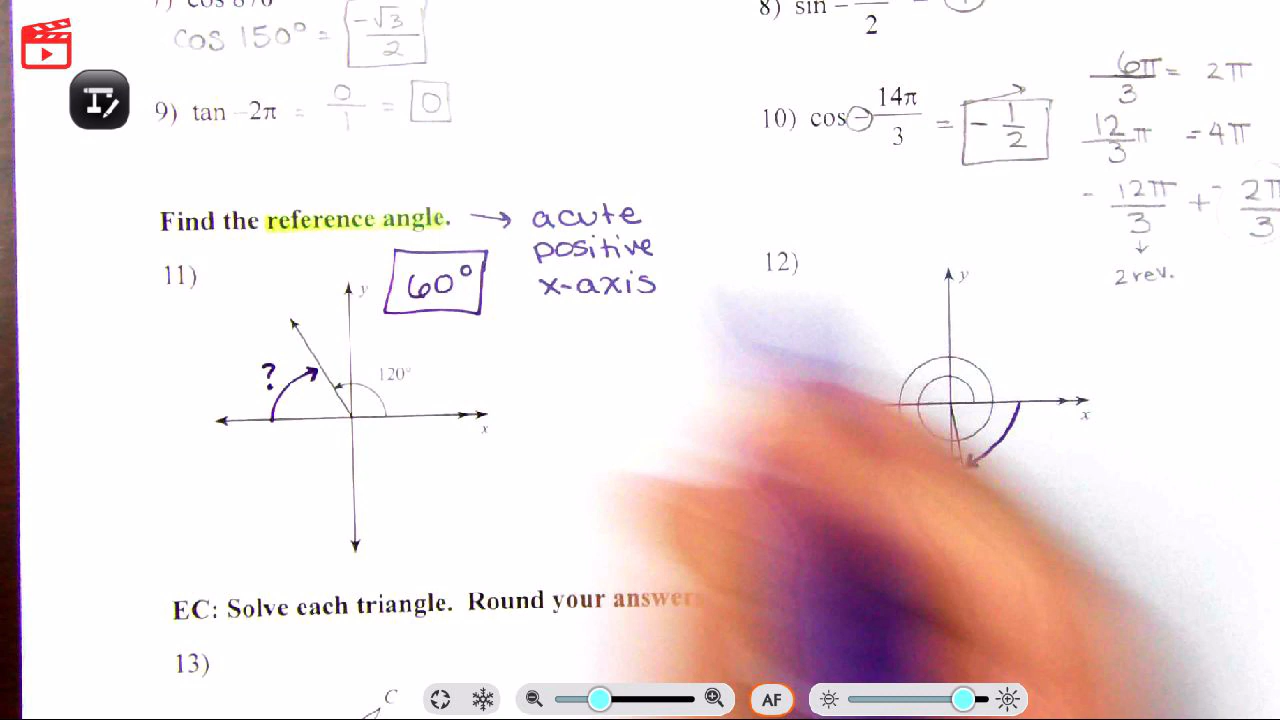 cos 150° = -√3/2
8) sin -
2
9) tan -2π = 0/1 = 0
10) cos - 14π/3 = - 1/2
6π/3 = 2π
12/3 π = 4π
- 12π/3 + - 2π/3
2 rev.
Find the reference angle. → acute
positive
x-axis
11)
60°
y
?
120°
x
12)
y
x
EC: Solve each triangle. Round your answers
13)
C
AF